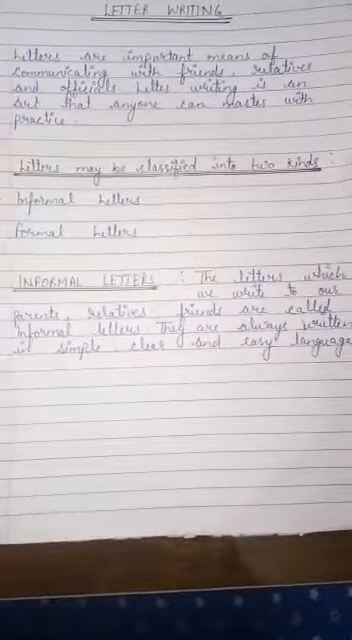 LETTER WRITING
Letters are important means of
communicating with friends, relatives
and officials Letter writing is an
art that anyone can master with
practice.
Letters may be classified into two kinds :
Informal Letters
Formal Letters
INFORMAL LETTERS : The letters which
we write to our
parents, relatives, friends are called
informal letters. They are always written
in simple, clear and easy language